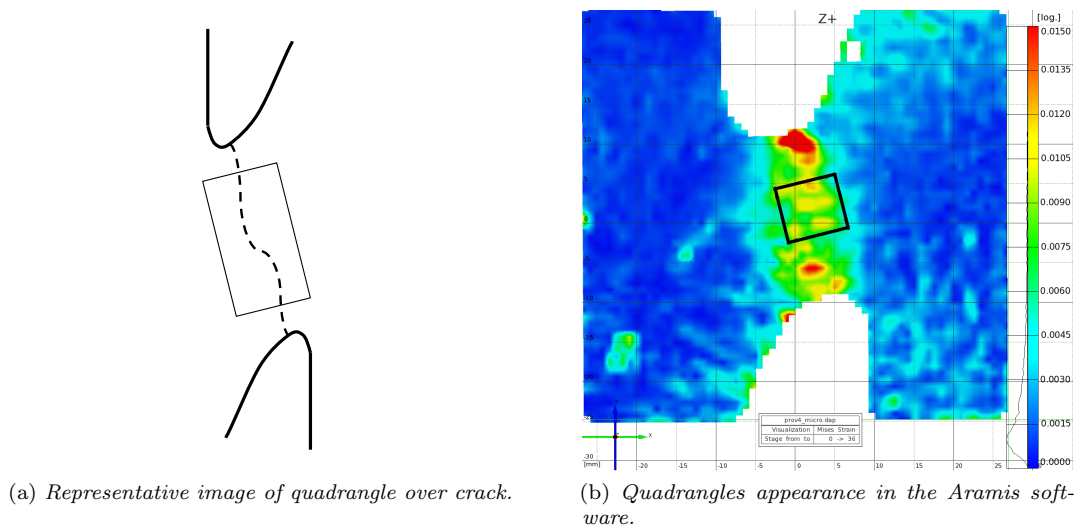 Z+
[log.]
0.0150
0.0135
0.0120
0.0105
0.0090
0.0075
0.0060
0.0045
0.0030
0.0015
0.0000
25
20
15
10
5
-10
-30
[mm]
-20
-15
-10
-5
0
5
10
15
20
25
X
prov4_micro.dap
Visualization Mises Strain
Stage from to 0 -> 36
(a) Representative image of quadrangle over crack.
(b) Quadrangles appearance in the Aramis soft-
ware.